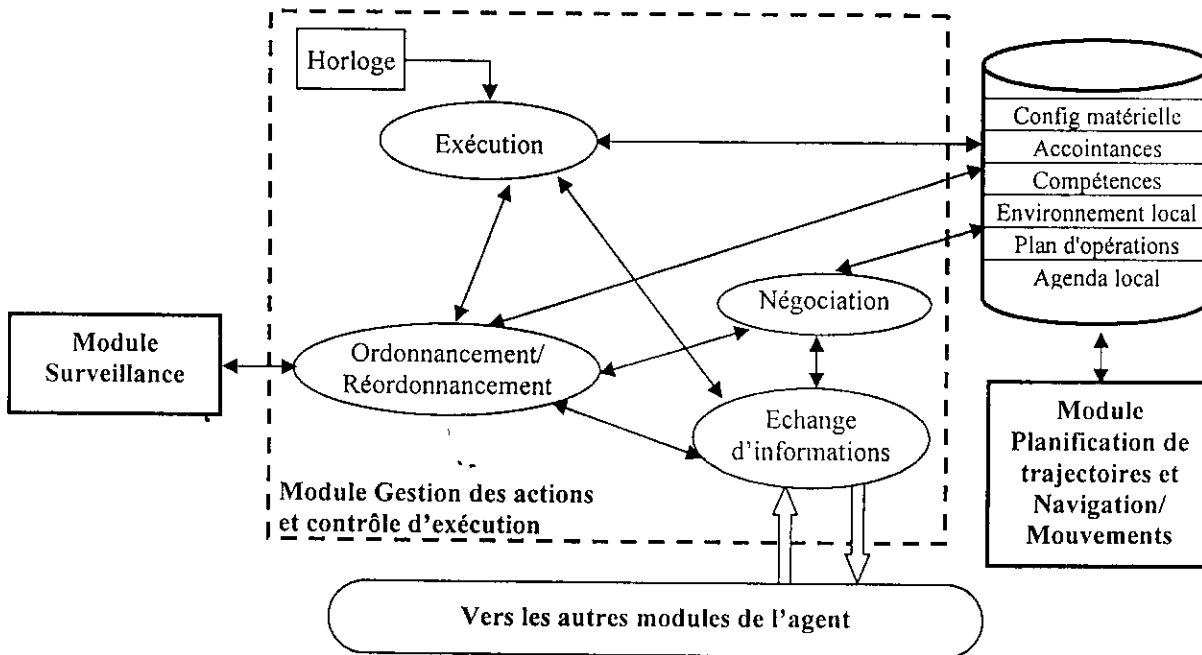 Horloge
Exécution
Config matérielle
Accointances
Compétences
Environnement local
Plan d'opérations
Agenda local
Négociation
Module
Surveillance
Ordonnancement/
Réordonnancement
Echange
d'informations
Module
Planification de
trajectoires et
Navigation/
Mouvements
Module Gestion des actions
et contrôle d'exécution
Vers les autres modules de l'agent